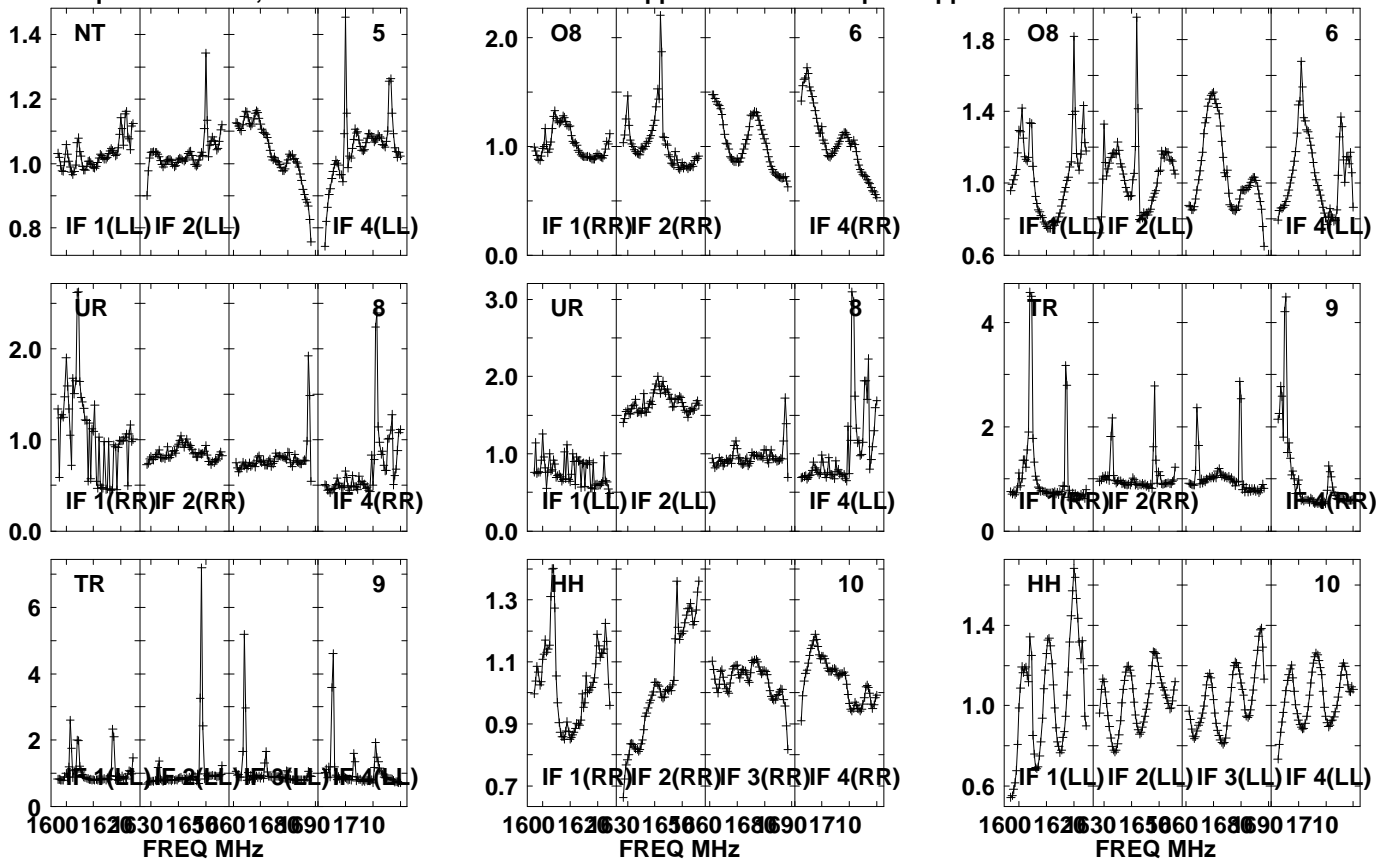 NT 5 O8 6 O8 6
1.4 2.0 1.8
1.2 1.4
1.0 1.0 1.0
0.8 IF 1(LL) IF 2(LL) IF 4(LL) 0.0 IF 1(RR) IF 2(RR) IF 4(RR) 0.6 IF 1(LL) IF 2(LL) IF 4(LL)
UR 8 UR 8 TR 9
2.0 3.0 4
1.0 2.0 2
0.0 1.0 0
0.0
IF 1(RR) IF 2(RR) IF 4(RR) IF 1(LL) IF 2(LL) IF 4(LL) IF 1(RR) IF 2(RR) IF 4(RR)
TR 9 HH 10 HH 10
6 1.3 1.4
4 1.1 1.0
2 0.9 0.6
0 0.7
IF 1(LL) IF 2(LL) IF 3(LL) IF 4(LL) IF 1(RR) IF 2(RR) IF 3(RR) IF 4(RR) IF 1(LL) IF 2(LL) IF 3(LL) IF 4(LL)
1600 1710 1600 1710 1600 1710
FREQ MHz FREQ MHz FREQ MHz